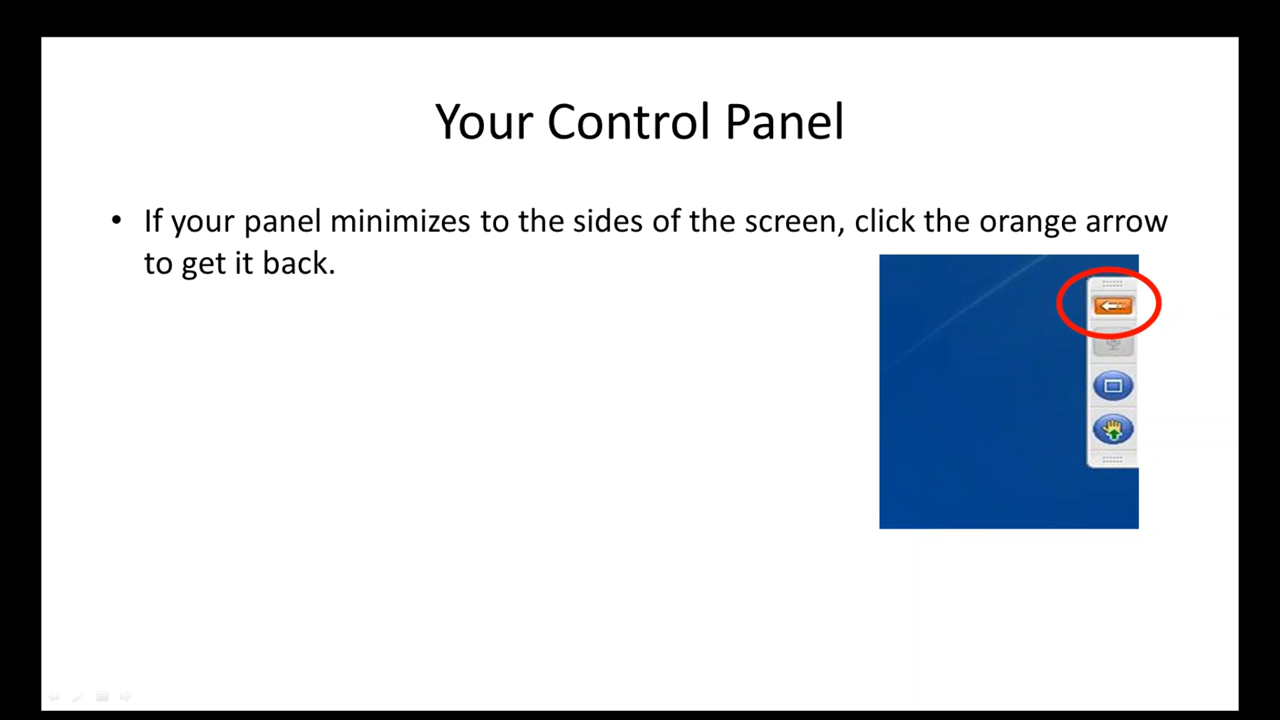 Your Control Panel
• If your panel minimizes to the sides of the screen, click the orange arrow
to get it back.